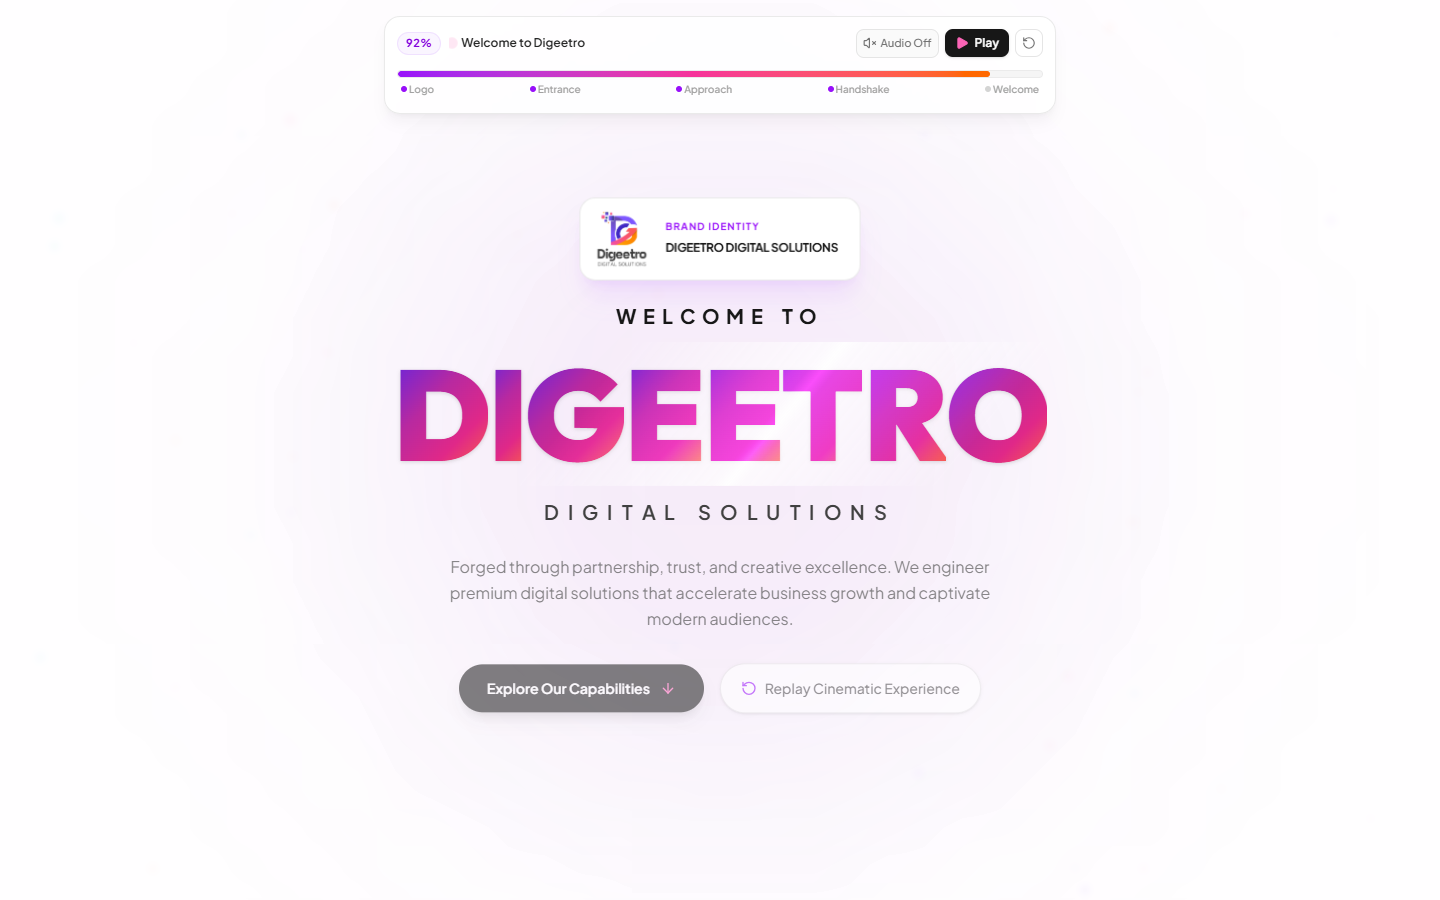 92%
Welcome to Digeetro
Audio Off
Play
Logo
Entrance
Approach
Handshake
Welcome
Digeetro
DIGITAL SOLUTIONS
BRAND IDENTITY
DIGEETRO DIGITAL SOLUTIONS
WELCOME TO
DIGEETRO
DIGITAL SOLUTIONS
Forged through partnership, trust, and creative excellence. We engineer
premium digital solutions that accelerate business growth and captivate
modern audiences.
Explore Our Capabilities
Replay Cinematic Experience